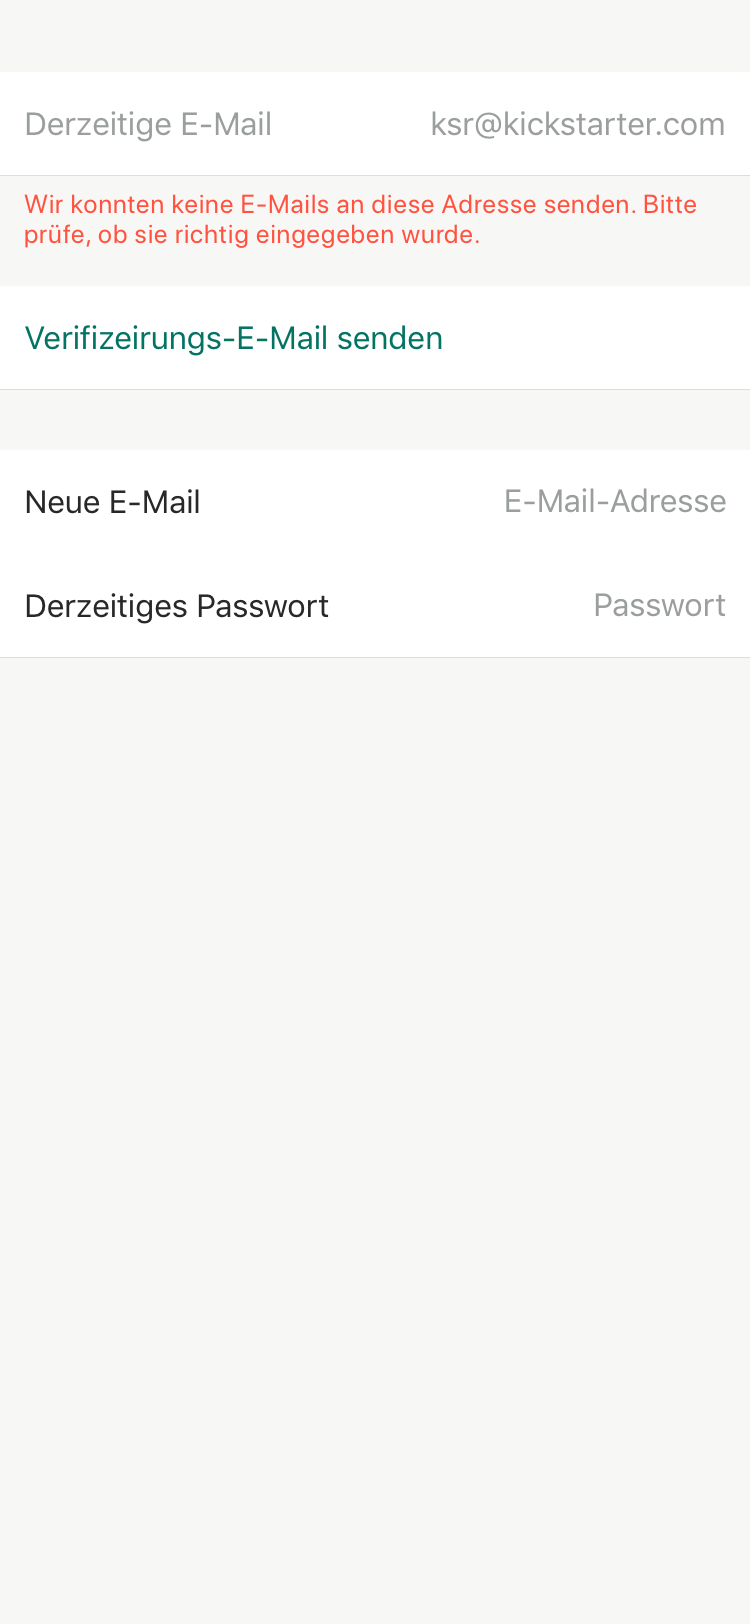 Derzeitige E-Mail ksr@kickstarter.com
Wir konnten keine E-Mails an diese Adresse senden. Bitte
prüfe, ob sie richtig eingegeben wurde.
Verifizeirungs-E-Mail senden
Neue E-Mail E-Mail-Adresse
Derzeitiges Passwort Passwort